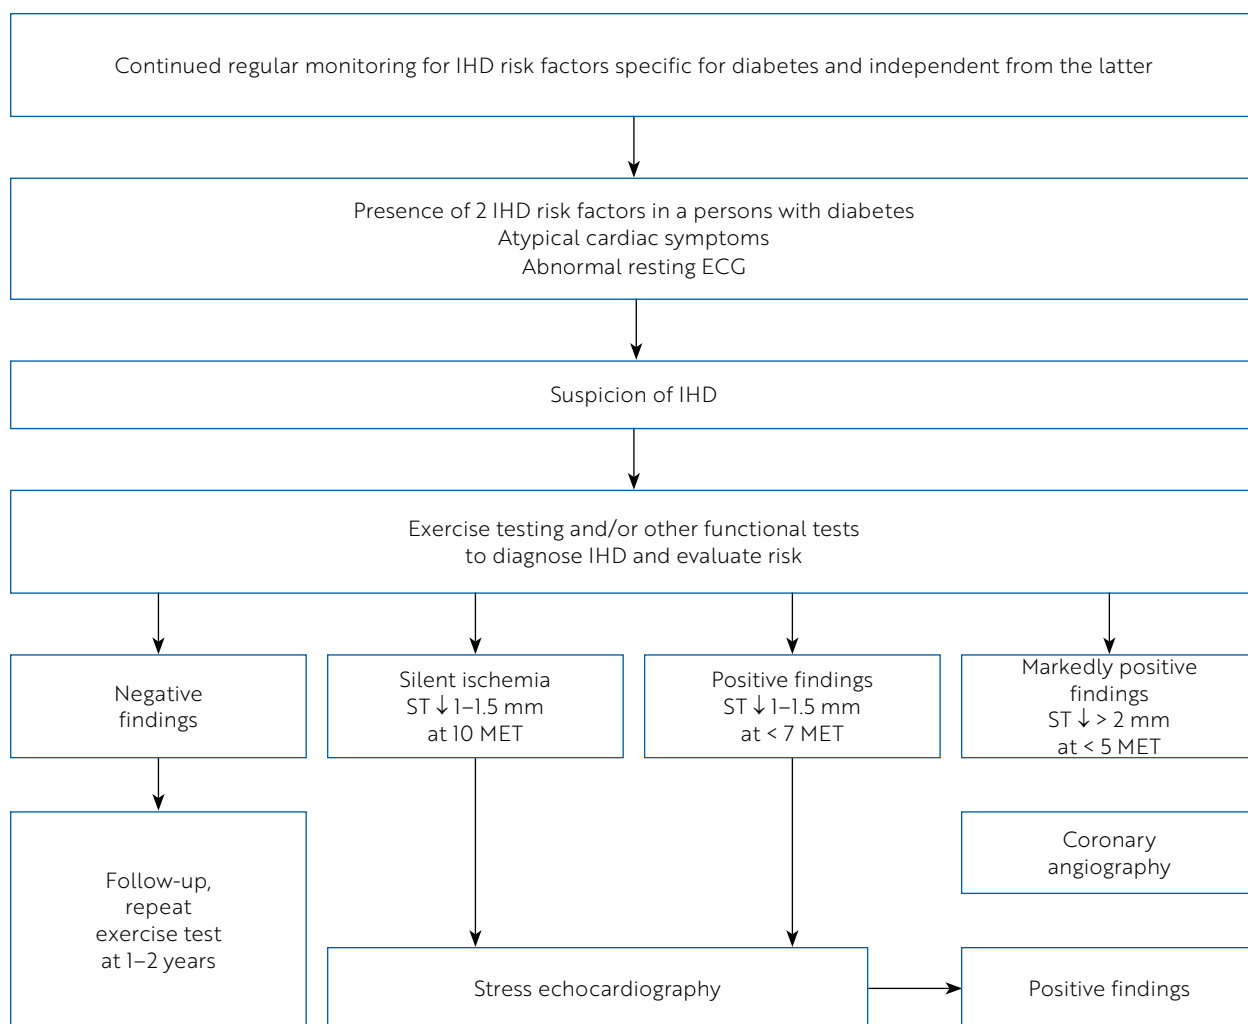 Continued regular monitoring for IHD risk factors specific for diabetes and independent from the latter
Presence of 2 IHD risk factors in a persons with diabetes
Atypical cardiac symptoms
Abnormal resting ECG
Suspicion of IHD
Exercise testing and/or other functional tests
to diagnose IHD and evaluate risk
Negative
findings
Silent ischemia
ST ↓ 1–1.5 mm
at 10 MET
Positive findings
ST ↓ 1–1.5 mm
at < 7 MET
Markedly positive
findings
ST ↓ > 2 mm
at < 5 MET
Follow-up,
repeat
exercise test
at 1–2 years
Coronary
angiography
Stress echocardiography
Positive findings